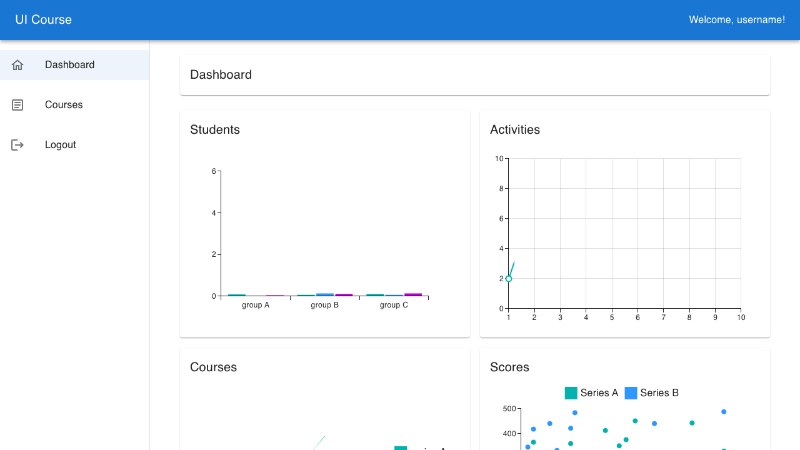 UI Course
Welcome, username!
Dashboard
Courses
Logout
Dashboard
Students
6
4
2
0
group A
group B
group C
Activities
10
8
6
4
2
0
1 2 3 4 5 6 7 8 9 10
Courses
Scores
Series A
Series B
500
400